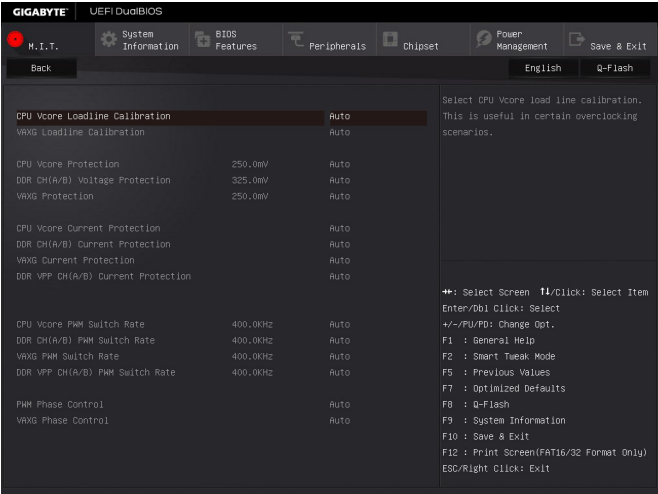 GIGABYTE™ UEFI DualBIOS
M.I.T.
System Information
BIOS Features
Peripherals
Chipset
Power Management
Save & Exit
Back
English
Q-Flash
CPU Vcore Loadline Calibration Auto
VAXG Loadline Calibration Auto
CPU Vcore Protection 250.0mV Auto
DDR CH(A/B) Voltage Protection 325.0mV Auto
VAXG Protection 250.0mV Auto
CPU Vcore Current Protection Auto
DDR CH(A/B) Current Protection Auto
VAXG Current Protection Auto
DDR VPP CH(A/B) Current Protection Auto
CPU Vcore PWM Switch Rate 400.0KHz Auto
DDR CH(A/B) PWM Switch Rate 400.0KHz Auto
VAXG PWM Switch Rate 400.0KHz Auto
DDR VPP CH(A/B) PWM Switch Rate 400.0KHz Auto
PWM Phase Control Auto
VAXG Phase Control Auto
Select CPU Vcore load line calibration.
This is useful in certain overclocking
scenarios.
→←: Select Screen ↑↓/Click: Select Item
Enter/Dbl Click: Select
+/-/PU/PD: Change Opt.
F1 : General Help
F2 : Smart Tweak Mode
F5 : Previous Values
F7 : Optimized Defaults
F8 : Q-Flash
F9 : System Information
F10 : Save & Exit
F12 : Print Screen(FAT16/32 Format Only)
ESC/Right Click: Exit